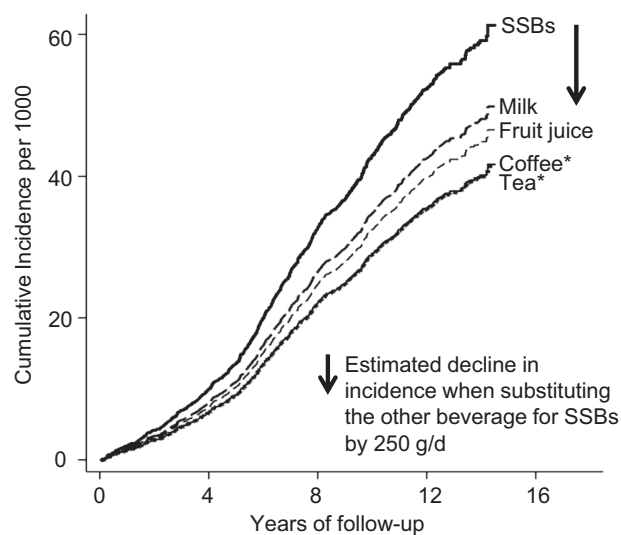 Cumulative Incidence per 1000
60
40
20
0
SSBs
Milk
Fruit juice
Coffee*
Tea*
Estimated decline in
incidence when substituting
the other beverage for SSBs
by 250 g/d
0 4 8 12 16
Years of follow-up